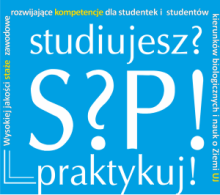 Wysokiej jakości staże zawodowe
rozwijające kompetencje dla studentek i studentów
kierunków biologicznych i nauk o Ziemi UJ
studiujesz?
S?P!
praktykuj!